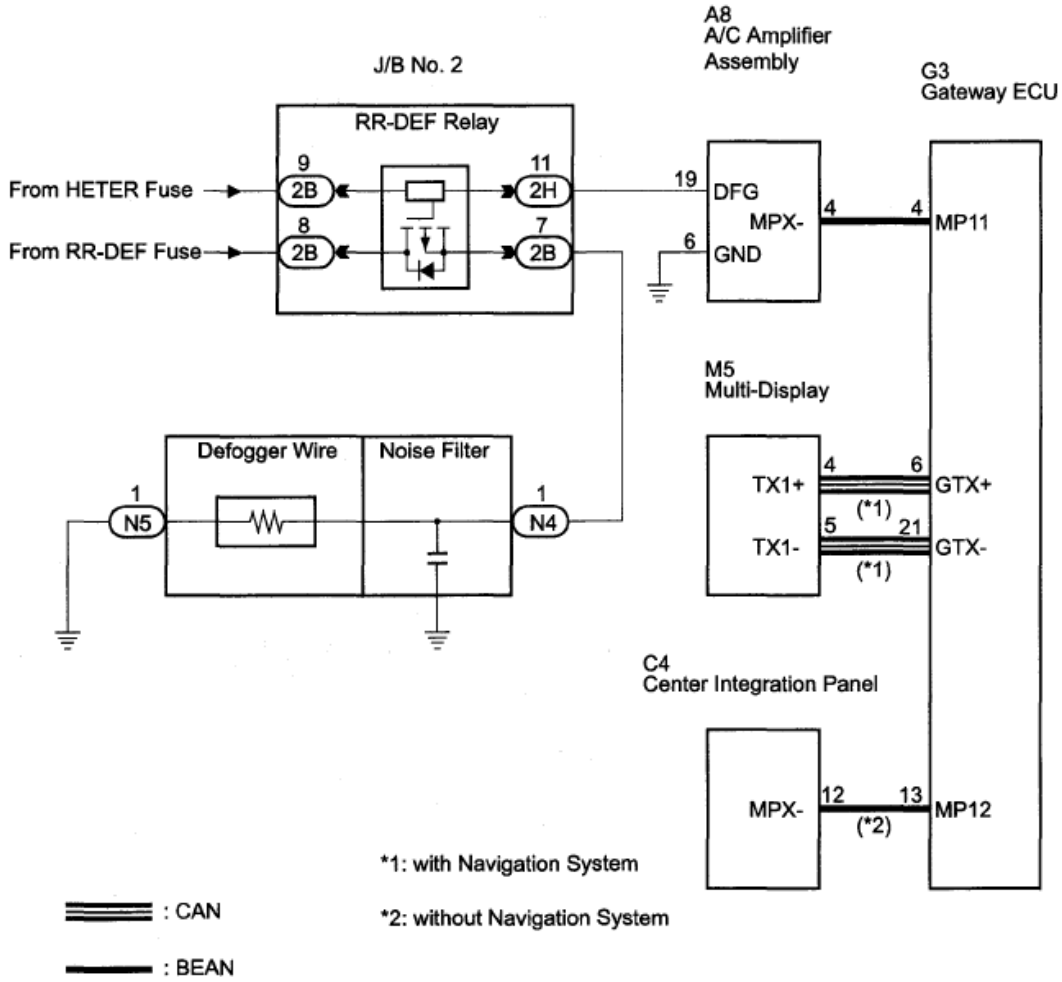 A8
A/C Amplifier
Assembly
J/B No. 2
G3
Gateway ECU
RR-DEF Relay
9
11
From HETER Fuse
2B
2H
19
DFG
8
7
MPX-
4
4
MP11
From RR-DEF Fuse
2B
2B
6
GND
M5
Multi-Display
Defogger Wire
Noise Filter
TX1+
4
6
GTX+
(*1)
1
N5
1
N4
TX1-
5
21
GTX-
(*1)
C4
Center Integration Panel
MPX-
12
13
MP12
(*2)
*1: with Navigation System
: CAN
*2: without Navigation System
: BEAN